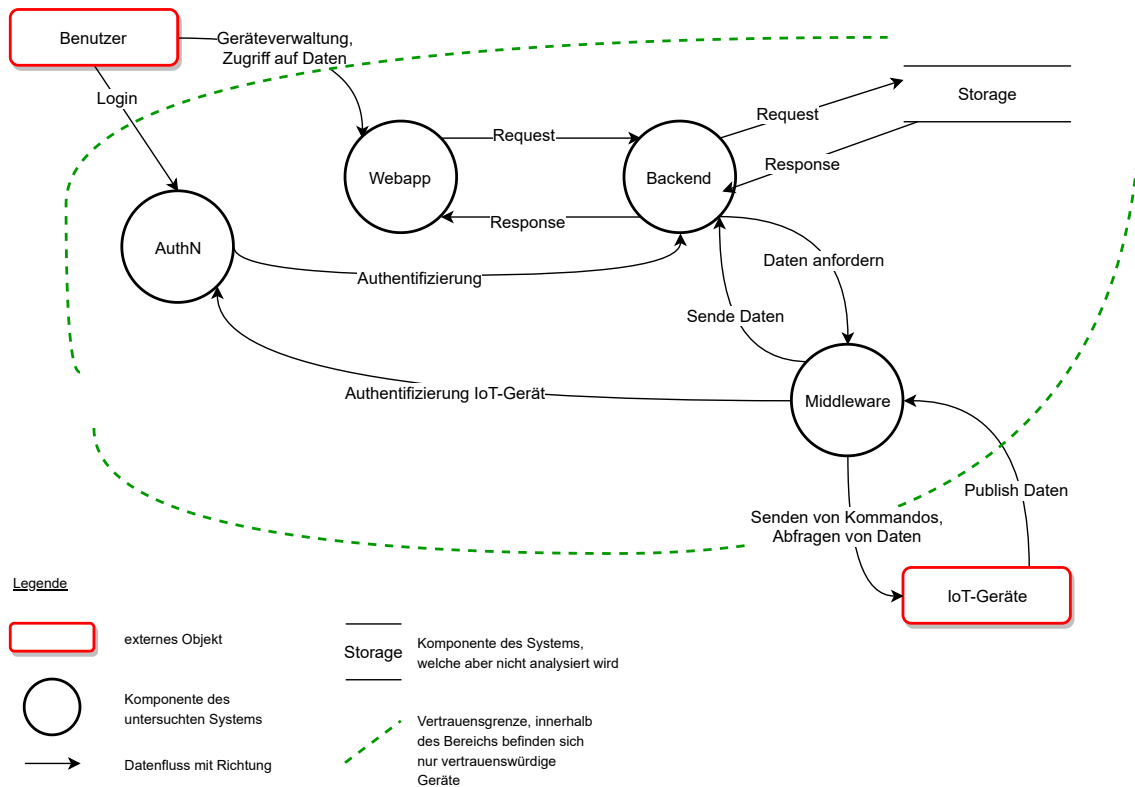 Benutzer
Geräteverwaltung,
Zugriff auf Daten
Login
Storage
Request
Request
Webapp
Backend
Response
Response
AuthN
Authentifizierung
Daten anfordern
Sende Daten
Authentifizierung IoT-Gerät
Middleware
Publish Daten
Senden von Kommandos,
Abfragen von Daten
IoT-Geräte
Legende
externes Objekt
Storage
Komponente des Systems,
welche aber nicht analysiert wird
Komponente des
untersuchten Systems
Vertrauensgrenze, innerhalb
des Bereichs befinden sich
nur vertrauenswürdige
Geräte
Datenfluss mit Richtung